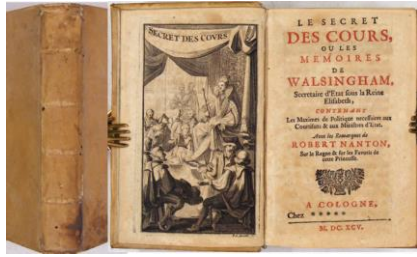 SECRET DES COVRS
LE SECRET
DES COURS,
OU LES
MEMOIRES
DE
WALSINGHAM,
Secretaire d'Etat sous la Reine
Elisabeth,
CONTENANT
Les Maximes de Politique necessaires aux
Courtisans & aux Ministres d'Etat.
Avec les Remarques de
ROBERT NANTON,
Sur le Regne & sur les Favoris de
cette Princesse.
A COLOGNE,
Chez * * * * *
M. DC. XCV.